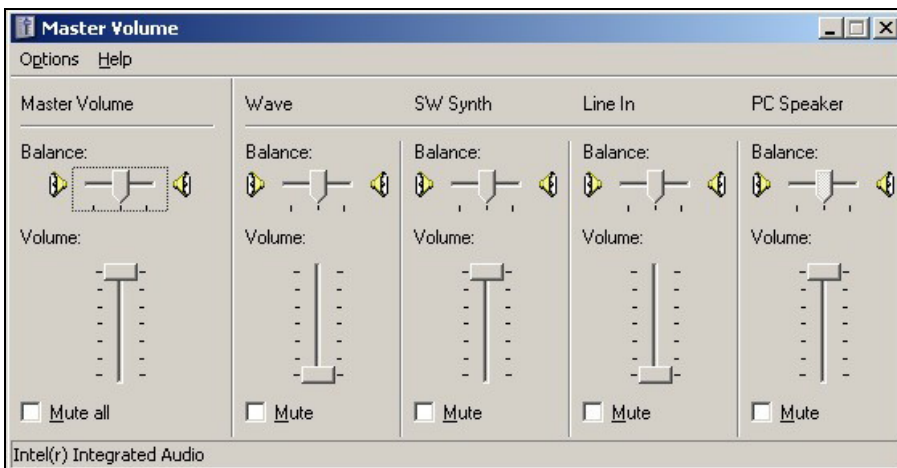 Master Volume
Options Help
Master Volume Wave SW Synth Line In PC Speaker
Balance: Balance: Balance: Balance: Balance:
Volume: Volume: Volume: Volume: Volume:
Mute all Mute Mute Mute Mute
Intel(r) Integrated Audio